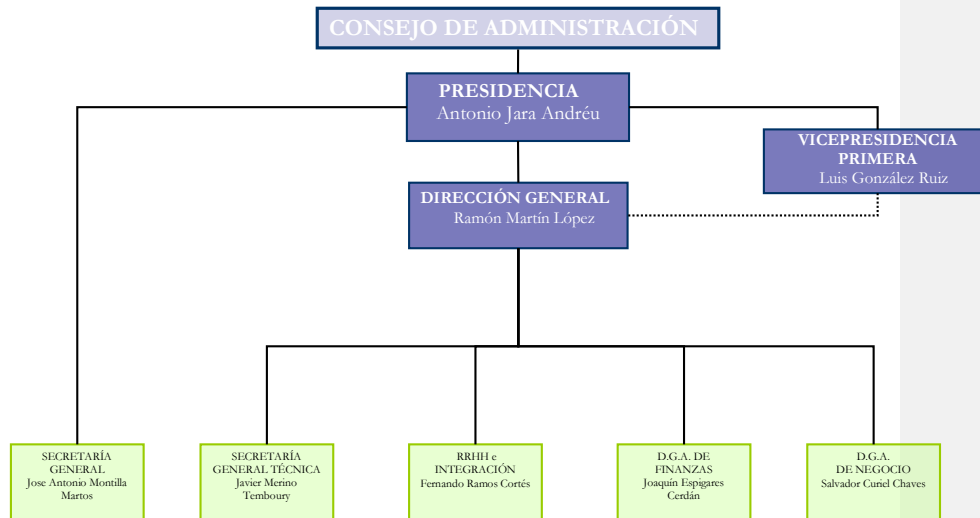 CONSEJO DE ADMINISTRACIÓN
PRESIDENCIA
Antonio Jara Andréu
VICEPRESIDENCIA
PRIMERA
Luis González Ruiz
DIRECCIÓN GENERAL
Ramón Martín López
SECRETARÍA
GENERAL
Jose Antonio Montilla
Martos
SECRETARÍA
GENERAL TÉCNICA
Javier Merino
Temboury
RRHH e
INTEGRACIÓN
Fernando Ramos Cortés
D.G.A. DE
FINANZAS
Joaquín Espigares
Cerdán
D.G.A.
DE NEGOCIO
Salvador Curiel Chaves